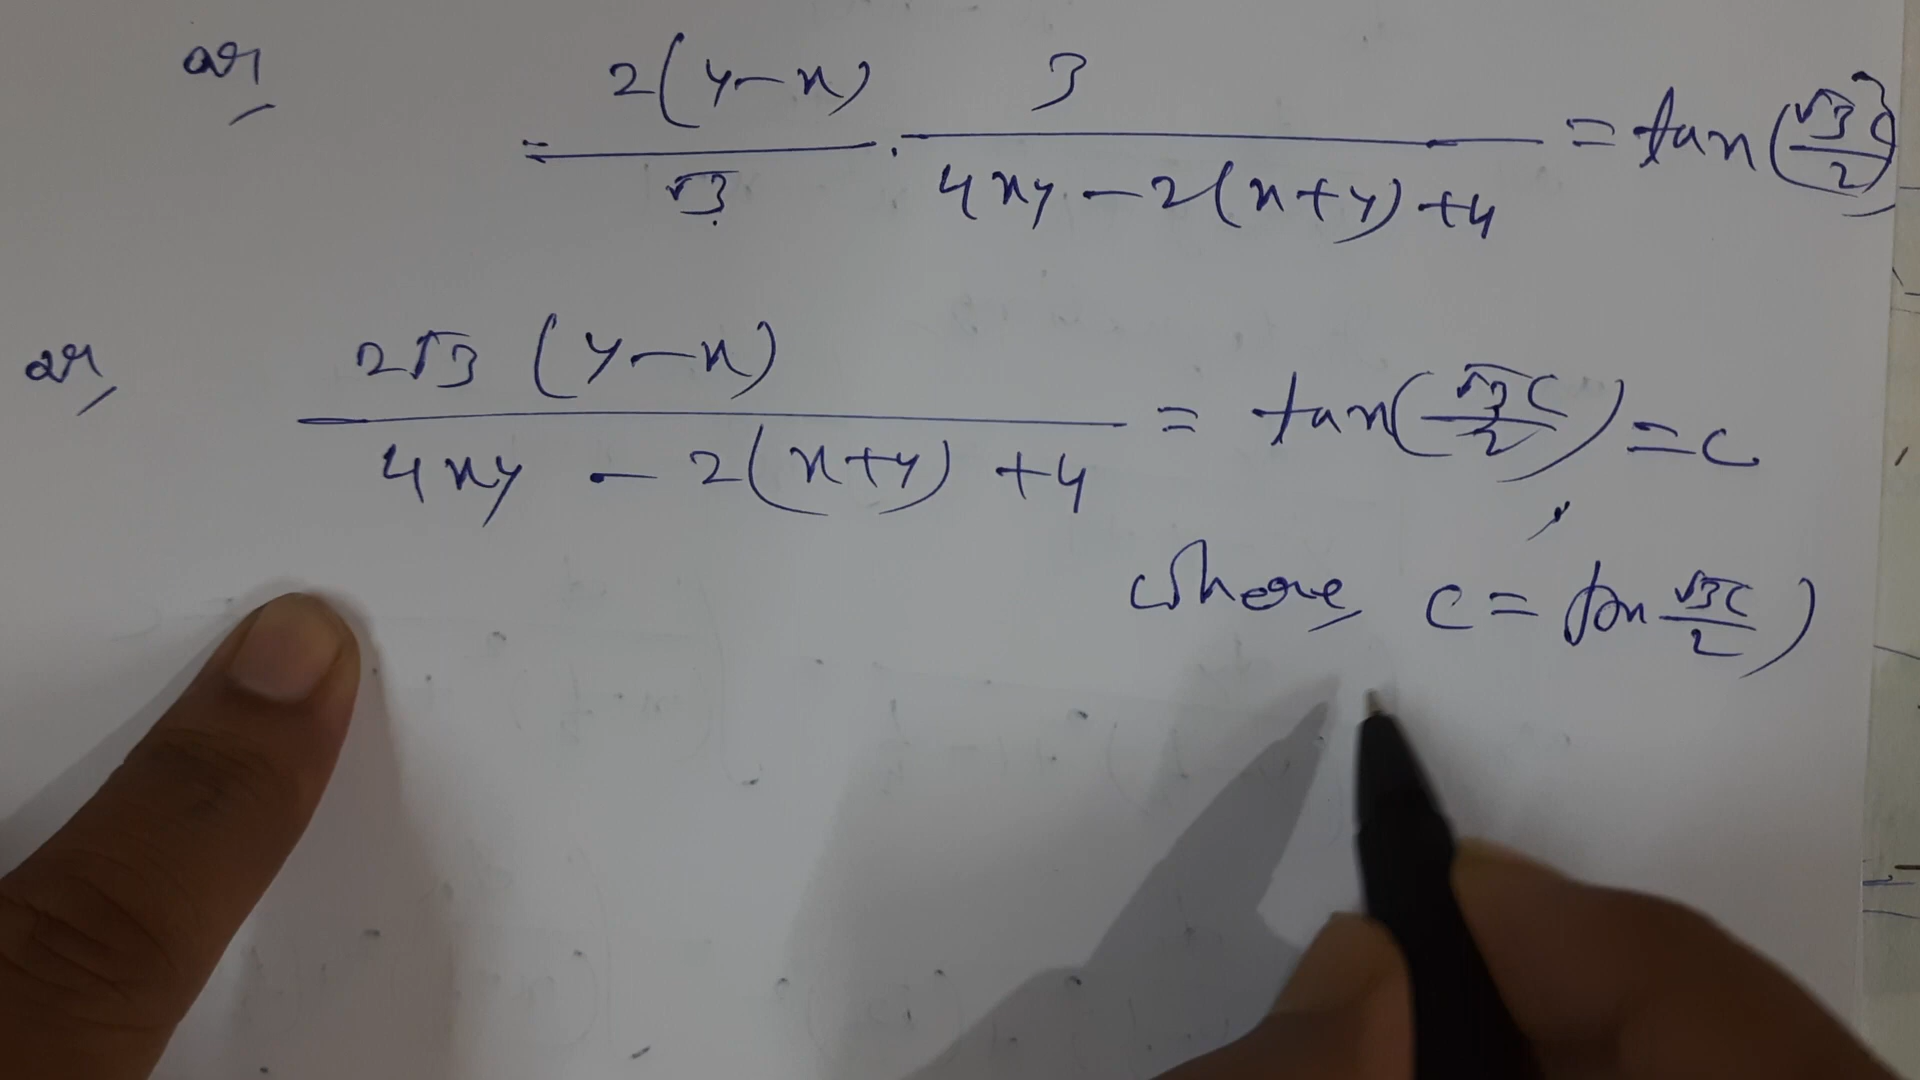 or, = 2(y-x)/√3 · 3/(4xy - 2(x+y) + 4) = tan(√3C/2)
or, 2√3 (y-x)/(4xy - 2(x+y) + 4) = tan(√3C/2) = C,
where, C = tan √3C/2)